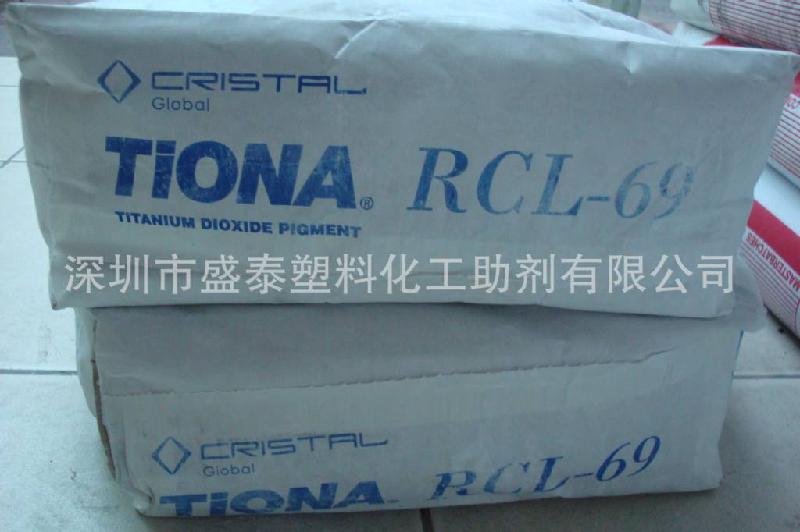 CRISTAL
Global
TiONA® RCL-69
TITANIUM DIOXIDE PIGMENT
深圳市盛泰塑料化工助剂有限公司
MASTERBATCHES
CRISTAL
Global
TiONA RCL-69